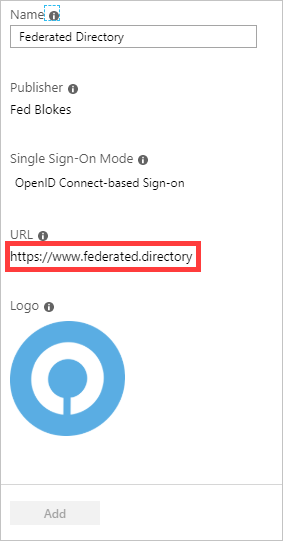 Name
Federated Directory
Publisher
Fed Blokes
Single Sign-On Mode
OpenID Connect-based Sign-on
URL
https://www.federated.directory
Logo
Add